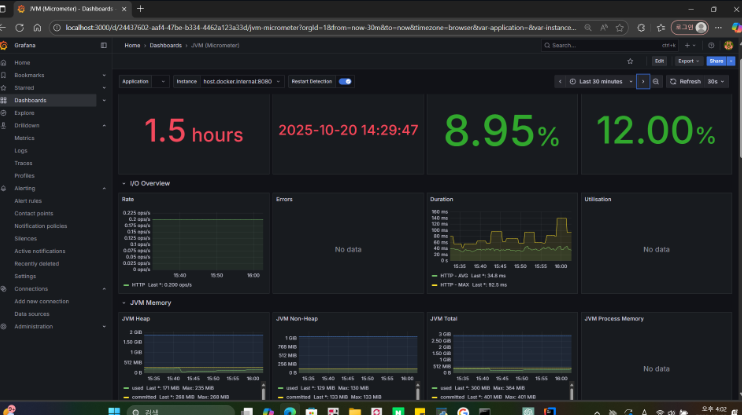 Dashboards - Grafana
localhost:3000/d/24437602-aaf4-47be-b334-4462a123a33d/jvm-micrometer?orgId=1&from=now-30m&to=now&timezone=browser&var-application=&var-instance...
로그인
Grafana
Home > Dashboards > JVM (Micrometer)
Search...
ctrl+k
Home
Bookmarks
Starred
Dashboards
Explore
Drilldown
Metrics
Logs
Traces
Profiles
Alerting
Alert rules
Contact points
Notification policies
Silences
Active notifications
Recently deleted
Settings
Connections
Add new connection
Data sources
Administration
Edit
Export
Share
Application
Instance
host.docker.internal:8080
Restart Detection
Last 30 minutes
Refresh
30s
1.5 hours
2025-10-20 14:29:47
8.95%
12.00%
I/O Overview
Rate
0.225 ops/s
0.2 ops/s
0.175 ops/s
0.15 ops/s
0.125 ops/s
0.1 ops/s
0.075 ops/s
0.05 ops/s
0.025 ops/s
0 ops/s
15:40
15:50
16:00
HTTP Last *: 0.200 ops/s
Errors
No data
Duration
160 ms
140 ms
120 ms
100 ms
80 ms
60 ms
40 ms
20 ms
0 s
15:35
15:40
15:45
15:50
15:55
16:00
HTTP - AVG Last *: 34.8 ms
HTTP - MAX Last *: 92.5 ms
Utilisation
No data
JVM Memory
JVM Heap
2 GiB
1.50 GiB
1 GiB
512 MiB
0 B
15:35
15:40
15:45
15:50
15:55
16:00
used Last *: 171 MiB Max: 235 MiB
committed Last *: 268 MiB Max: 268 MiB
JVM Non-Heap
1 GiB
768 MiB
512 MiB
256 MiB
0 B
15:35
15:40
15:45
15:50
15:55
16:00
used Last *: 129 MiB Max: 130 MiB
committed Last *: 133 MiB Max: 133 MiB
JVM Total
3 GiB
2.50 GiB
2 GiB
1.50 GiB
1 GiB
512 MiB
0 B
15:35
15:40
15:45
15:50
15:55
16:00
used Last *: 300 MiB Max: 364 MiB
committed Last *: 401 MiB Max: 401 MiB
JVM Process Memory
No data
검색
오후 4:02